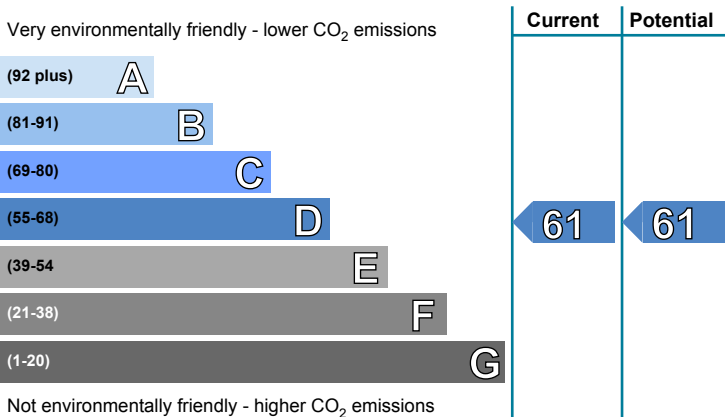 Very environmentally friendly - lower CO2 emissions
Current
Potential
(92 plus) A
(81-91) B
(69-80) C
(55-68) D
61
61
(39-54 E
(21-38) F
(1-20) G
Not environmentally friendly - higher CO2 emissions